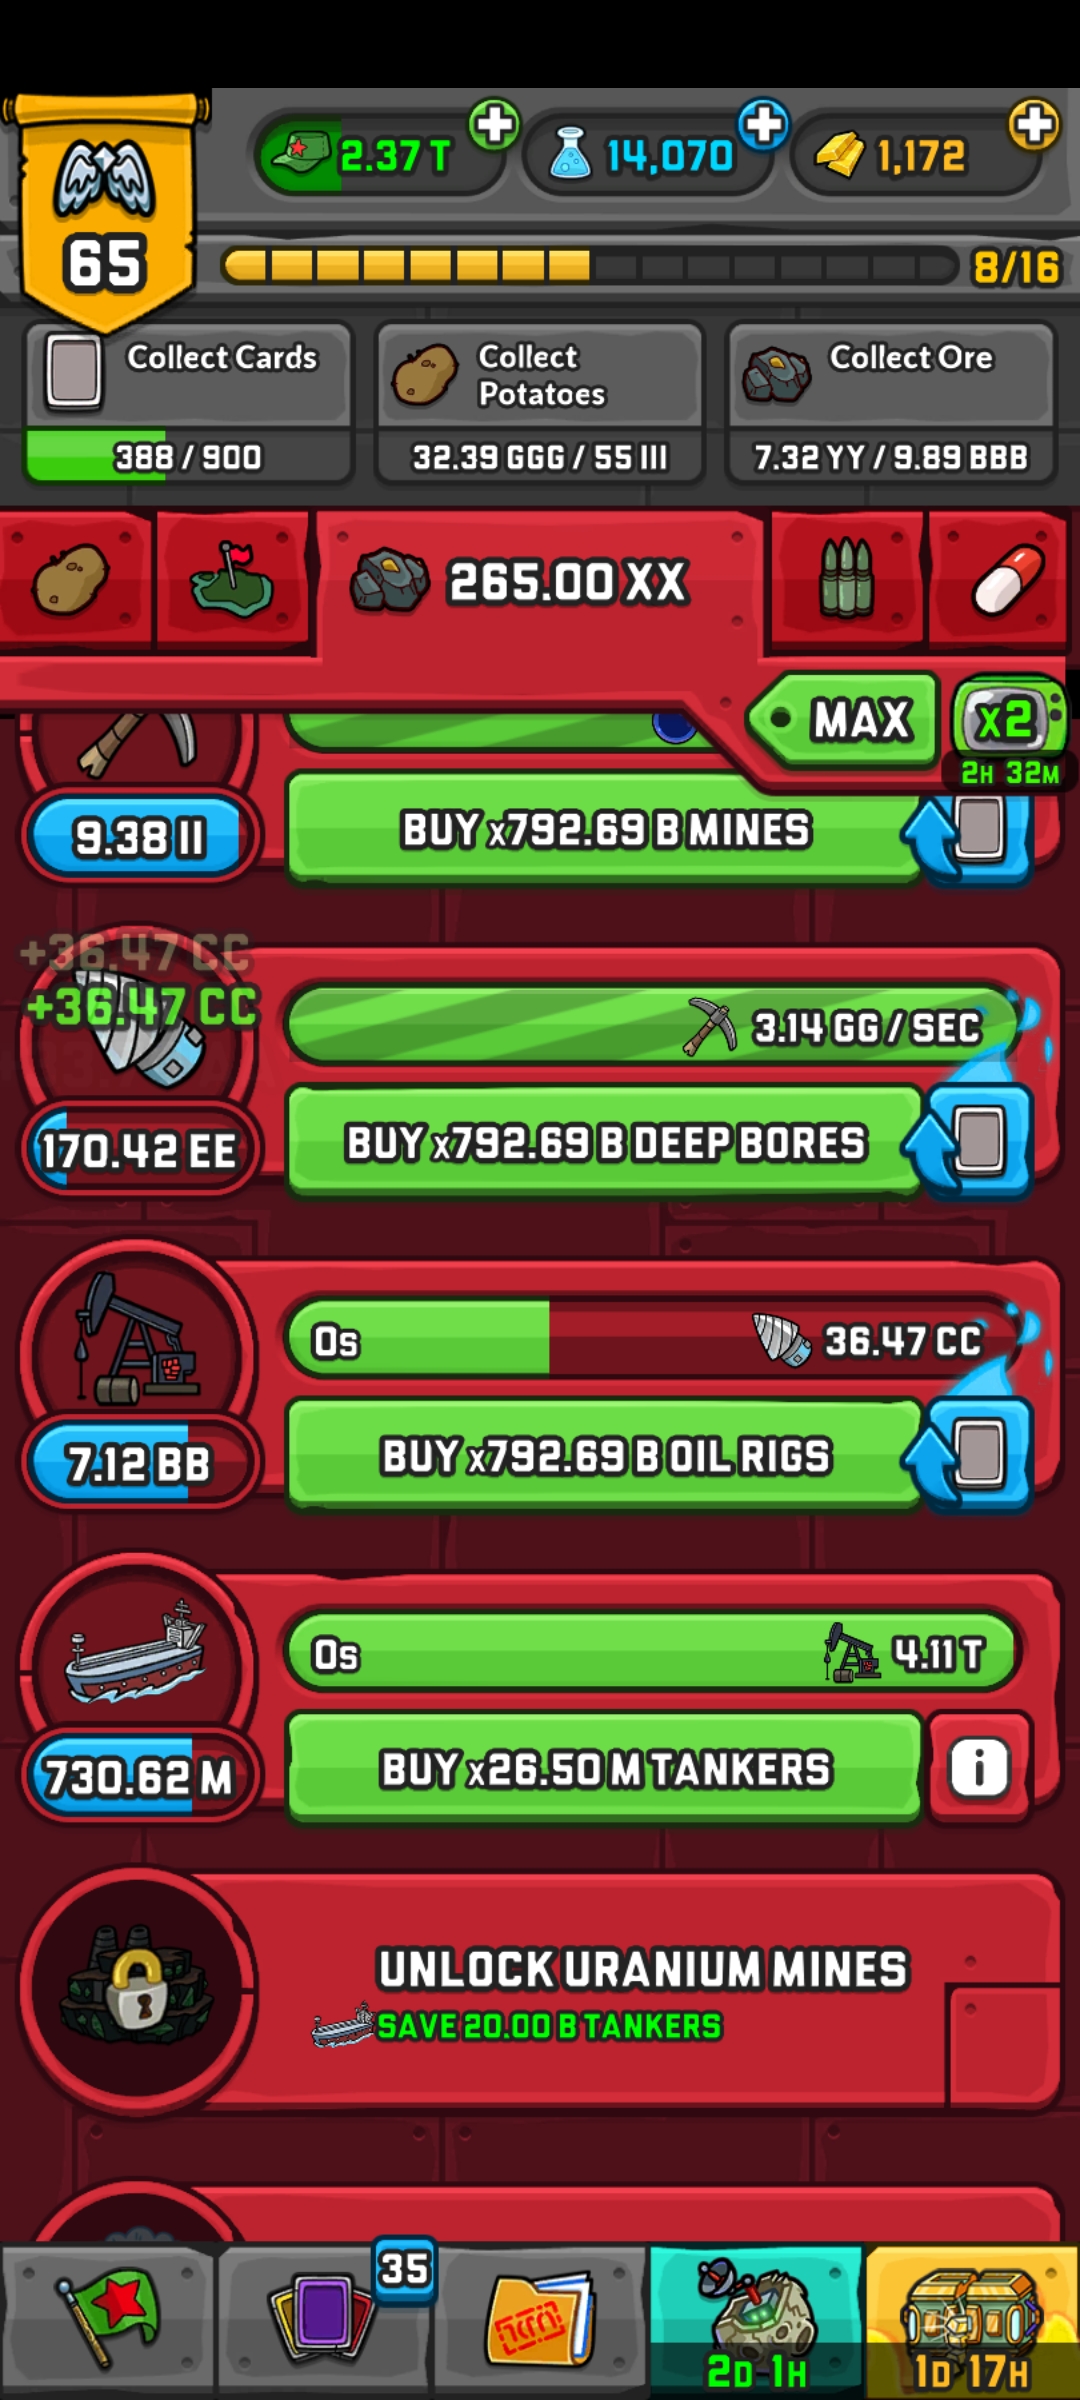 2.37 T
14,070
1,172
65
8/16
Collect Cards
388 / 900
Collect
Potatoes
32.39 GGG / 55 III
Collect Ore
7.32 YY / 9.89 BBB
265.00 XX
MAX
x2
2H 32M
9.38 II
BUY x792.69 B MINES
+36.47 CC
+36.47 CC
3.14 GG / SEC
170.42 EE
BUY x792.69 B DEEP BORES
0s
36.47 CC
7.12 BB
BUY x792.69 B OIL RIGS
0s
4.11 T
730.62 M
BUY x26.50 M TANKERS
i
UNLOCK URANIUM MINES
SAVE 20.00 B TANKERS
35
2D 1H
1D 17H